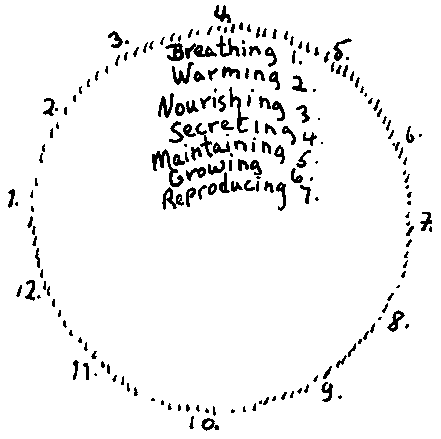 4.
3.
5.
Breathing 1.
Warming 2.
2.
Nourishing 3.
6.
Secreting 4.
Maintaining 5.
Growing 6.
1.
Reproducing 7.
7.
12.
8.
11.
9.
10.